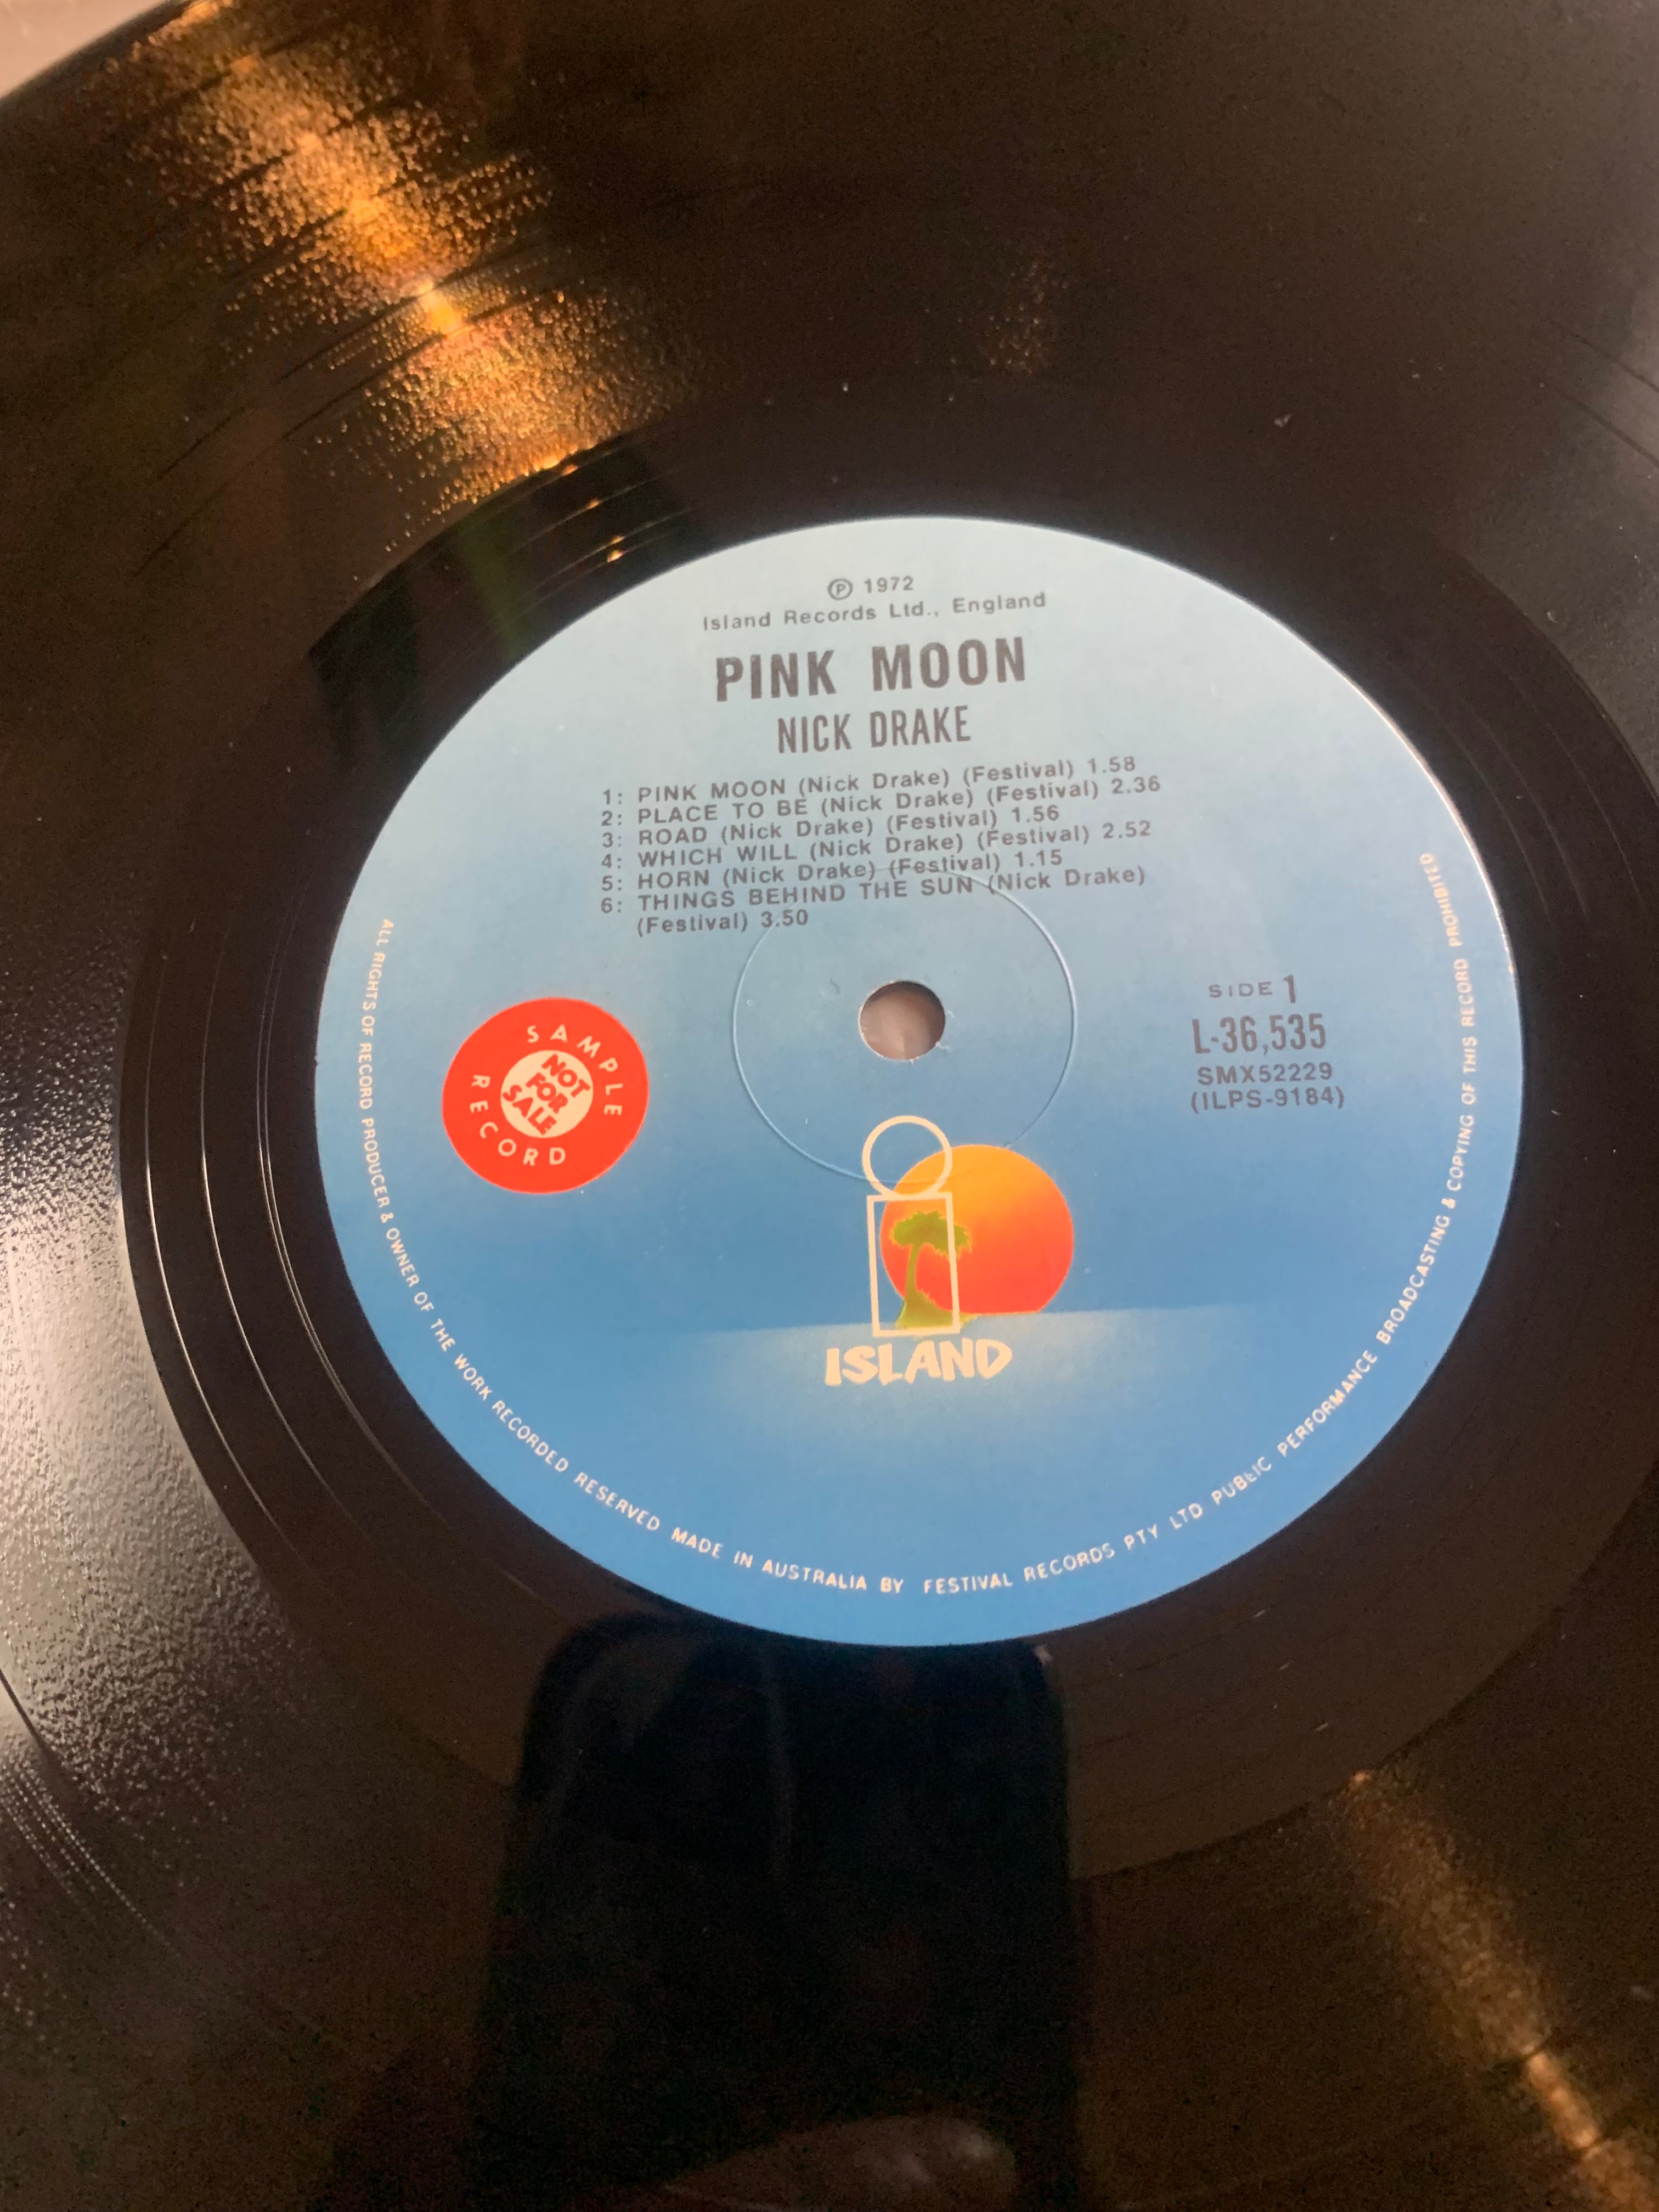 Ⓟ 1972
Island Records Ltd., England
PINK MOON
NICK DRAKE
1: PINK MOON (Nick Drake) (Festival) 1.58
2: PLACE TO BE (Nick Drake) (Festival) 2.36
3: ROAD (Nick Drake) (Festival) 1.56
4: WHICH WILL (Nick Drake) (Festival) 2.52
5: HORN (Nick Drake) (Festival) 1.15
6: THINGS BEHIND THE SUN (Nick Drake)
(Festival) 3.50
SAMPLE RECORD
NOT
FOR
SALE
SIDE 1
L-36,535
SMX52229
(ILPS-9184)
ISLAND
ALL RIGHTS OF RECORD PRODUCER & OWNER OF THE WORK RECORDED RESERVED MADE IN AUSTRALIA BY FESTIVAL RECORDS PTY LTD PUBLIC PERFORMANCE BROADCASTING & COPYING OF THIS RECORD PROHIBITED